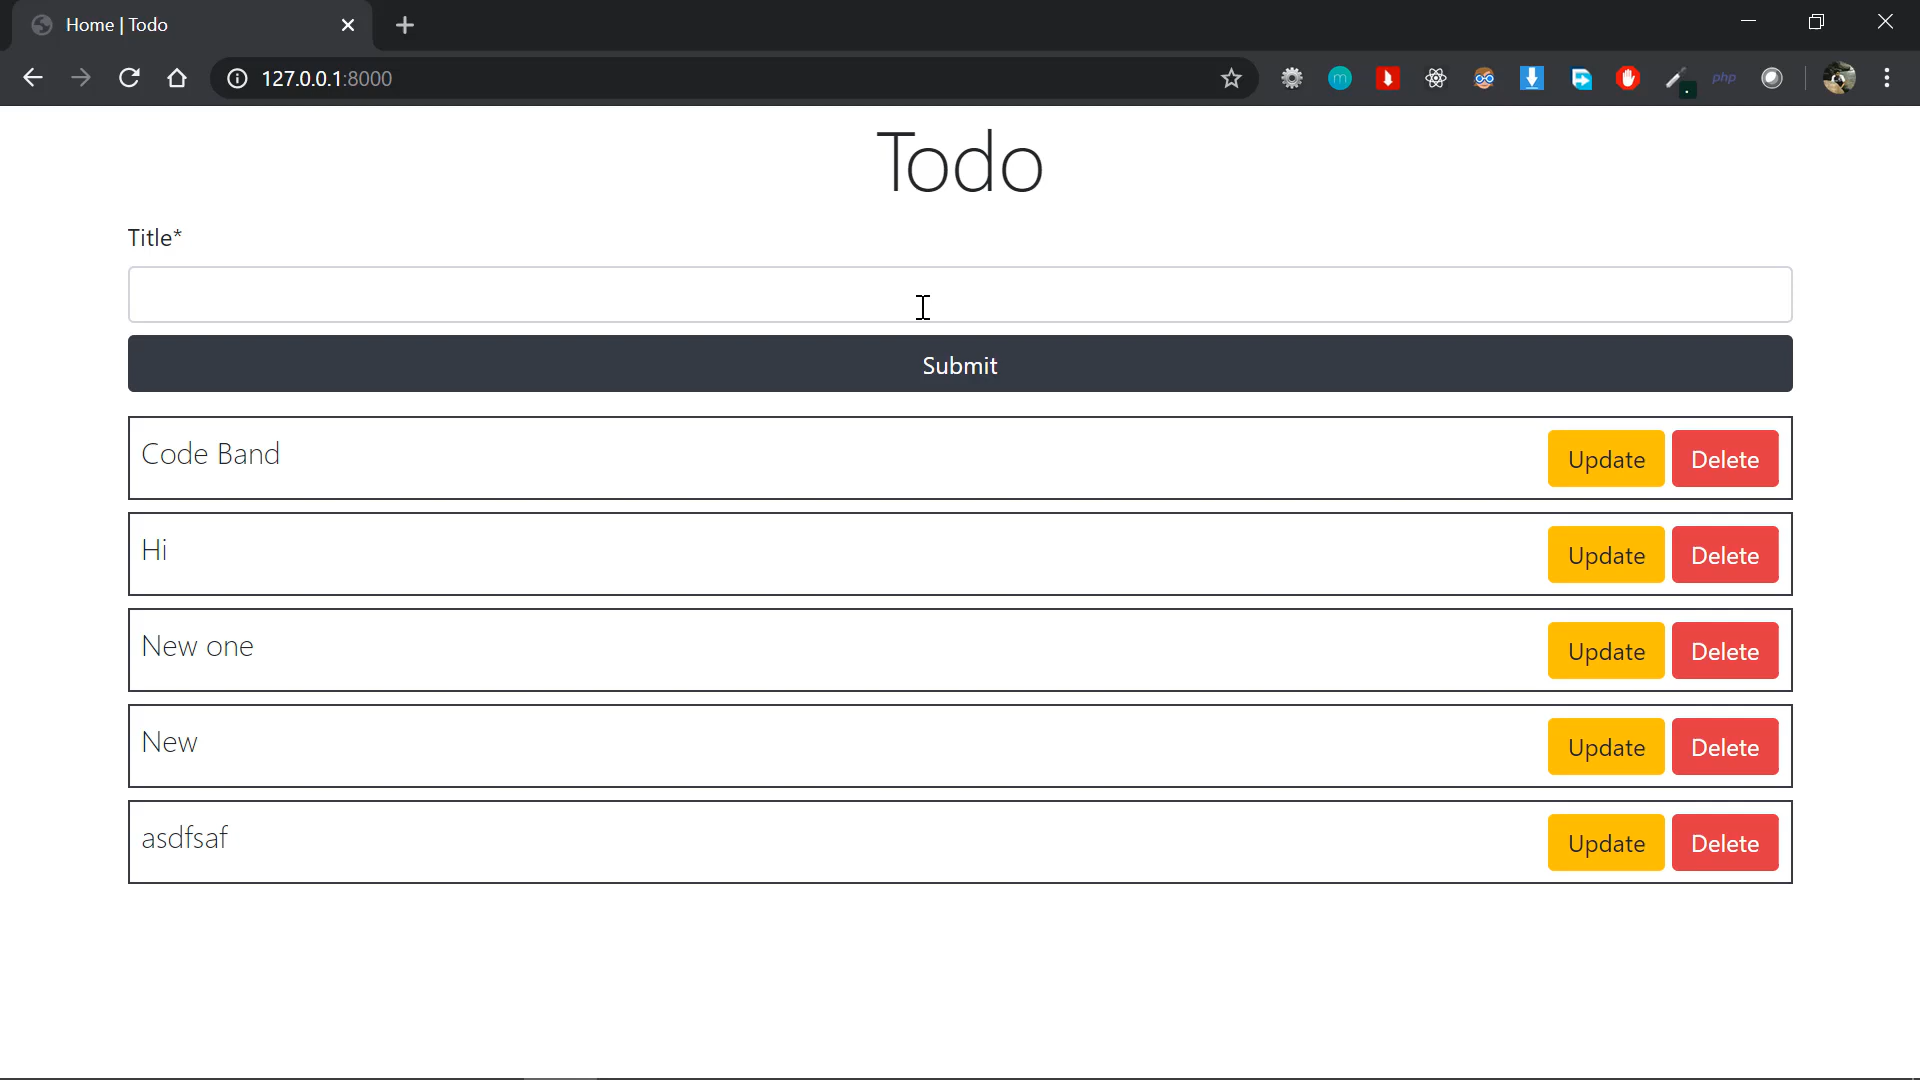 Home | Todo
127.0.0.1:8000
php
Todo
Title*
Submit
Code Band Update Delete
Hi Update Delete
New one Update Delete
New Update Delete
asdfsaf Update Delete